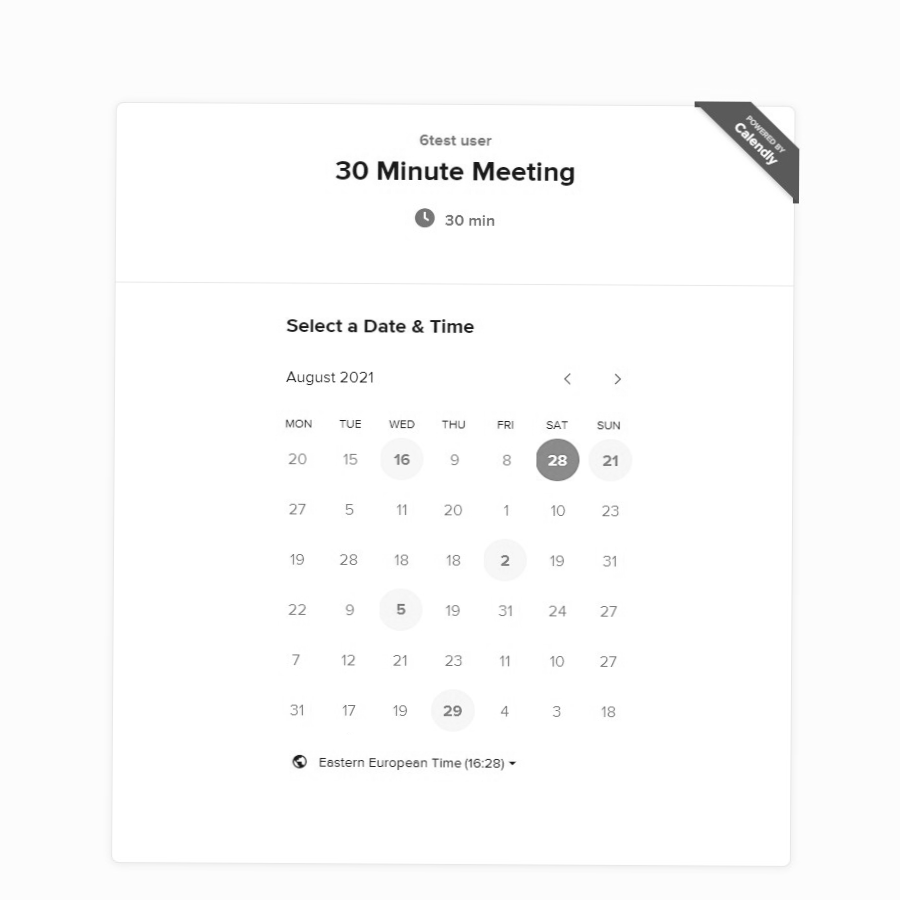 POWERED BY
Calendly
6test user
30 Minute Meeting
30 min
Select a Date & Time
August 2021
MON TUE WED THU FRI SAT SUN
20 15 16 9 8 28 21
27 5 11 20 1 10 23
19 28 18 18 2 19 31
22 9 5 19 31 24 27
7 12 21 23 11 10 27
31 17 19 29 4 3 18
Eastern European Time (16:28)